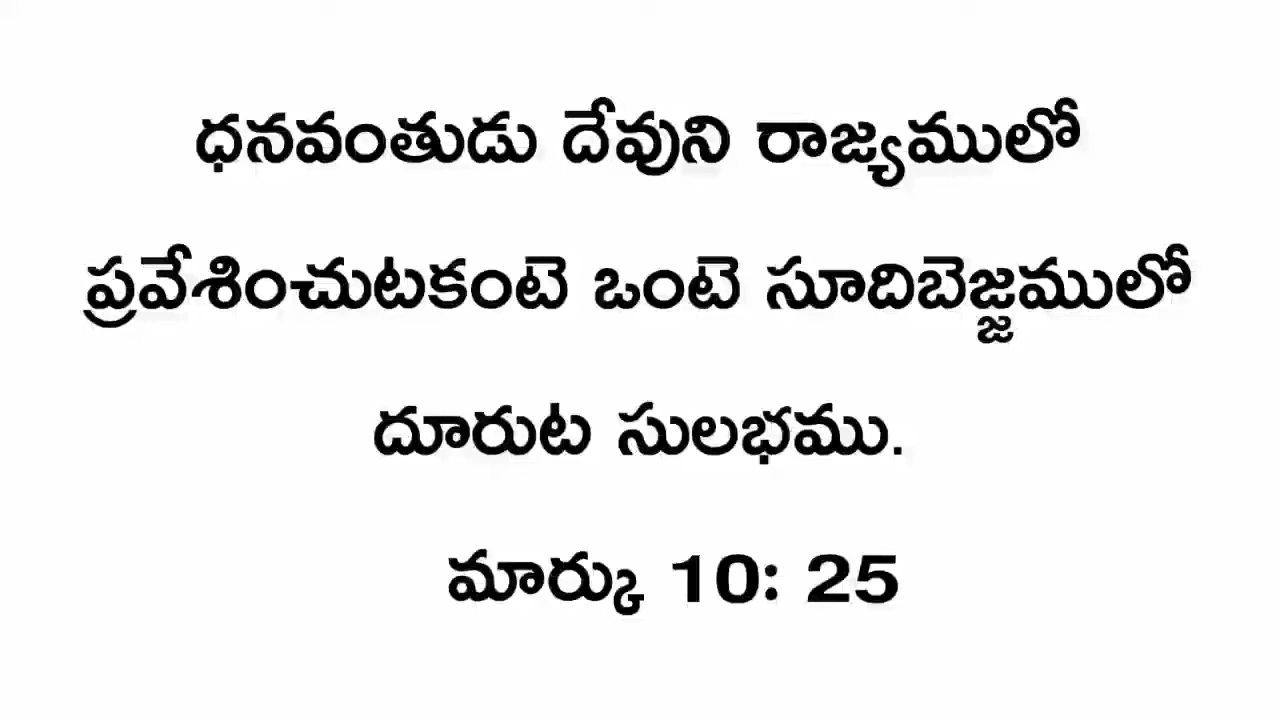 ధనవంతుడు దేవుని రాజ్యములో
ప్రవేశించుటకంటె ఒంటె సూదిబెజ్జములో
దూరుట సులభము.
మార్కు 10: 25